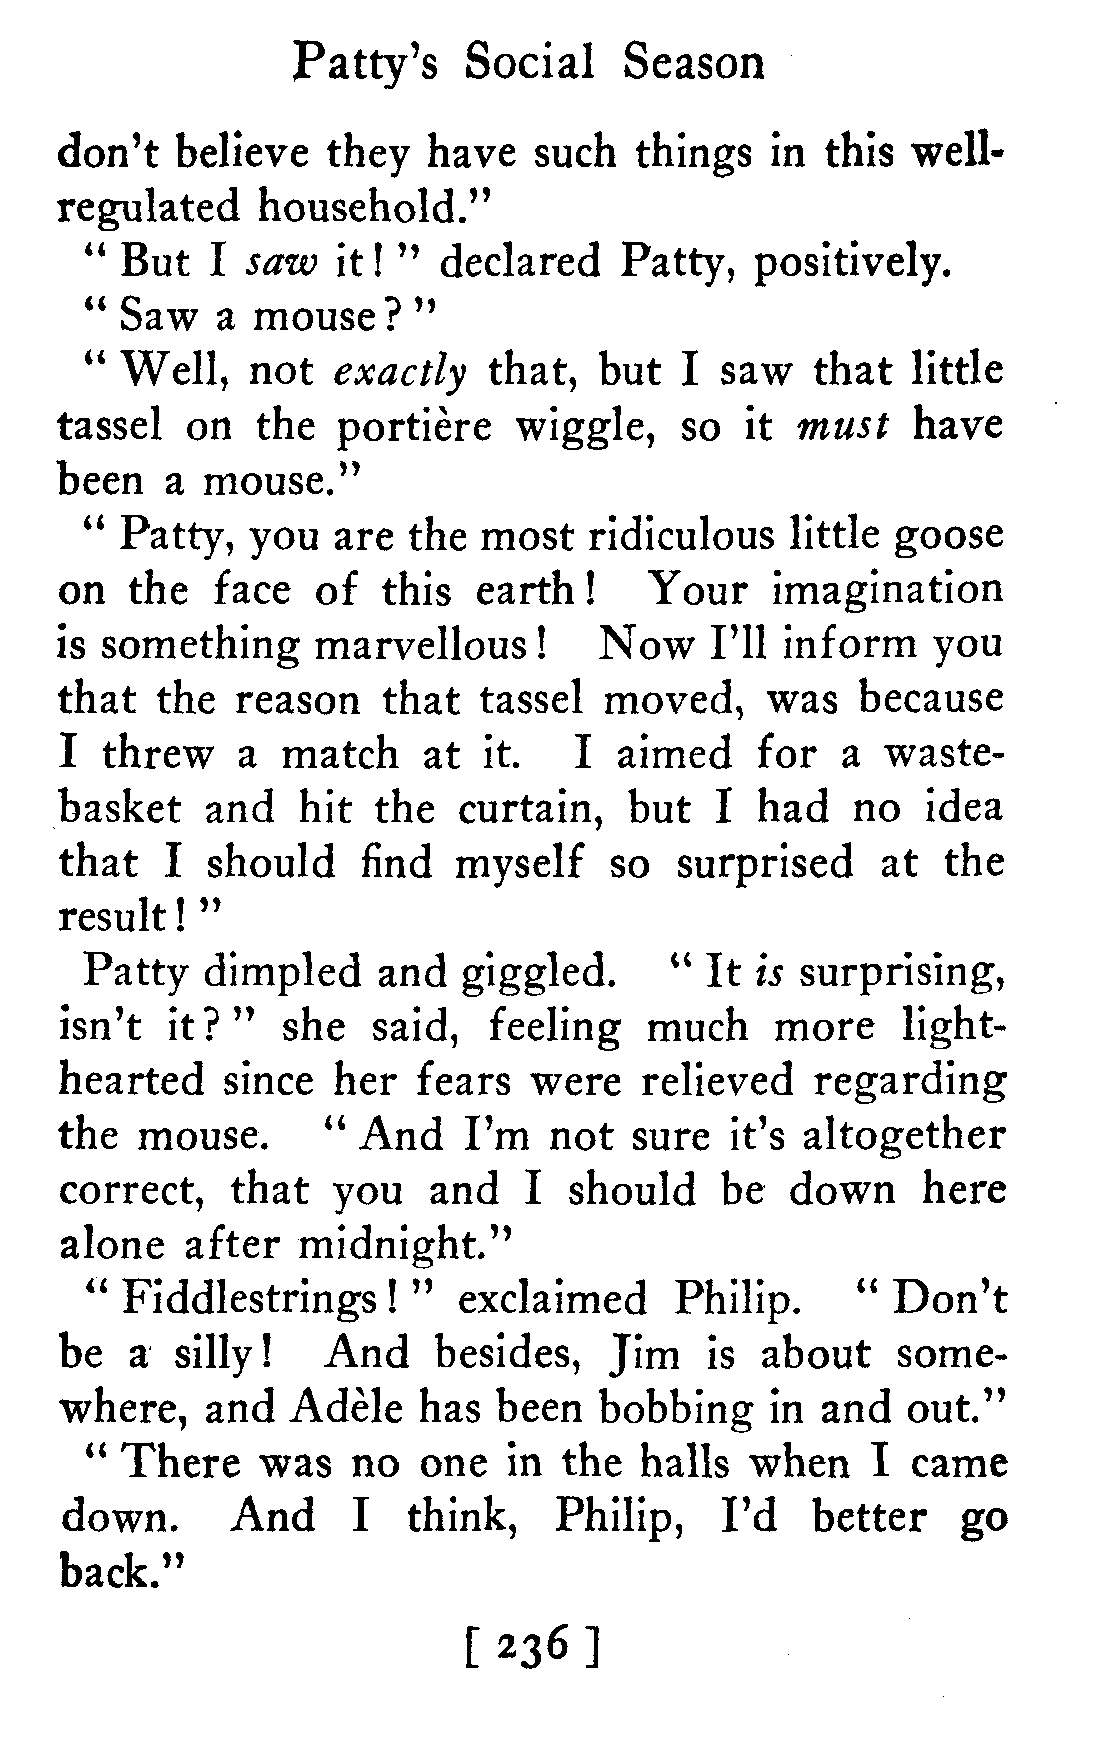 Patty's Social Season
don't believe they have such things in this well-
regulated household."
" But I saw it! " declared Patty, positively.
" Saw a mouse? "
" Well, not exactly that, but I saw that little
tassel on the portière wiggle, so it must have
been a mouse."
" Patty, you are the most ridiculous little goose
on the face of this earth! Your imagination
is something marvellous! Now I'll inform you
that the reason that tassel moved, was because
I threw a match at it. I aimed for a waste-
basket and hit the curtain, but I had no idea
that I should find myself so surprised at the
result! "
Patty dimpled and giggled. " It is surprising,
isn't it? " she said, feeling much more light-
hearted since her fears were relieved regarding
the mouse. " And I'm not sure it's altogether
correct, that you and I should be down here
alone after midnight."
" Fiddlestrings! " exclaimed Philip. " Don't
be a silly! And besides, Jim is about some-
where, and Adèle has been bobbing in and out."
" There was no one in the halls when I came
down. And I think, Philip, I'd better go
back."
[ 236 ]